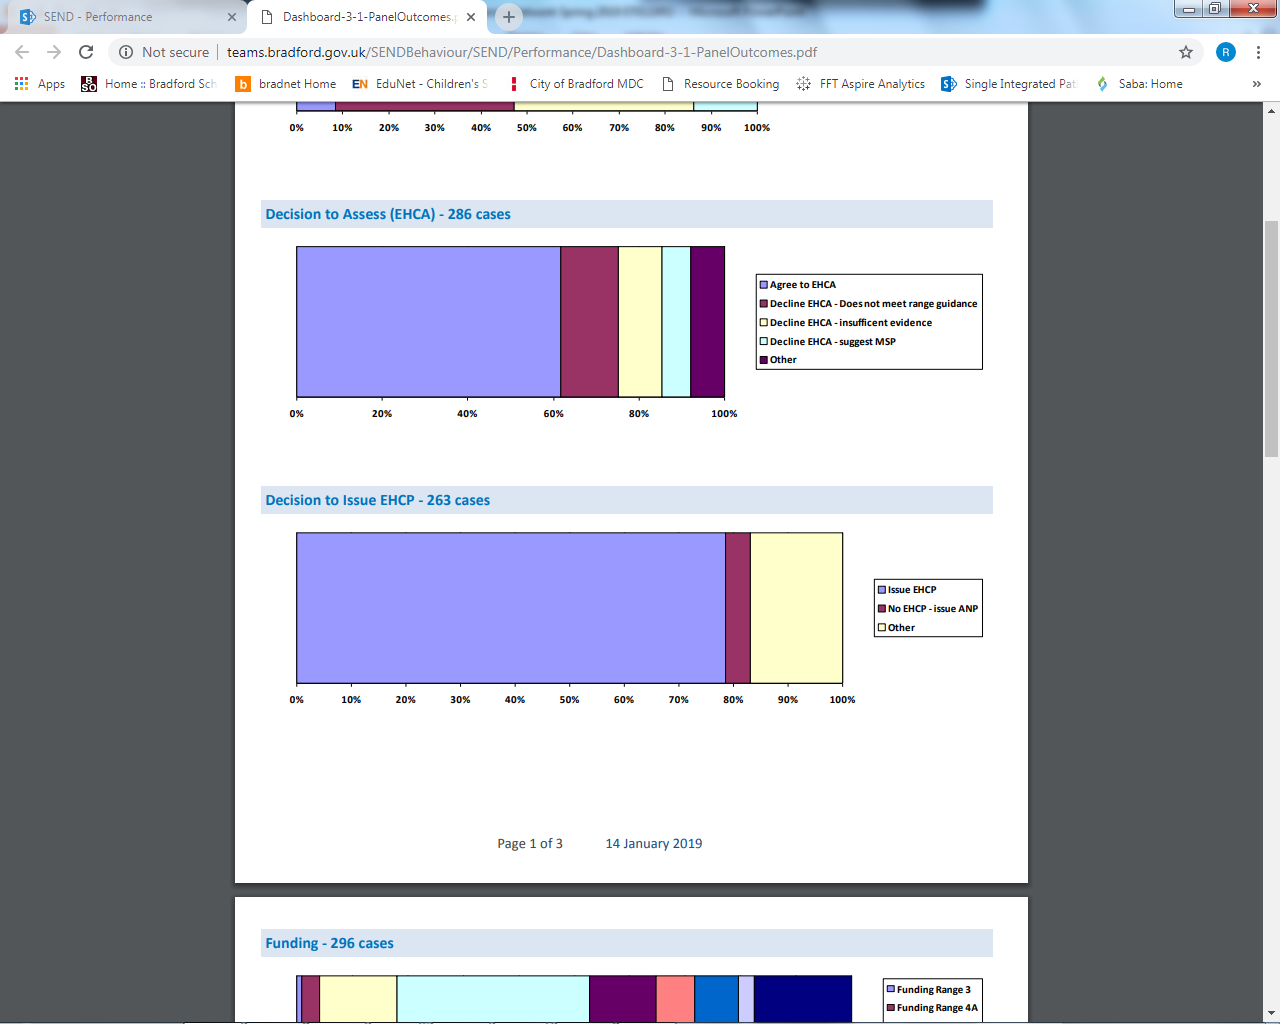 SEND - Performance
Dashboard-3-1-PanelOutcomes.p
Not secure teams.bradford.gov.uk/SENDBehaviour/SEND/Performance/Dashboard-3-1-PanelOutcomes.pdf
R
Apps Home :: Bradford Sch bradnet Home EN EduNet - Children's S City of Bradford MDC Resource Booking FFT Aspire Analytics Single Integrated Pat Saba: Home »
0% 10% 20% 30% 40% 50% 60% 70% 80% 90% 100%
Decision to Assess (EHCA) - 286 cases
Agree to EHCA
Decline EHCA - Does not meet range guidance
Decline EHCA - insufficent evidence
Decline EHCA - suggest MSP
Other
0% 20% 40% 60% 80% 100%
Decision to Issue EHCP - 263 cases
Issue EHCP
No EHCP - issue ANP
Other
0% 10% 20% 30% 40% 50% 60% 70% 80% 90% 100%
Page 1 of 3 14 January 2019
Funding - 296 cases
Funding Range 3
Funding Range 4A